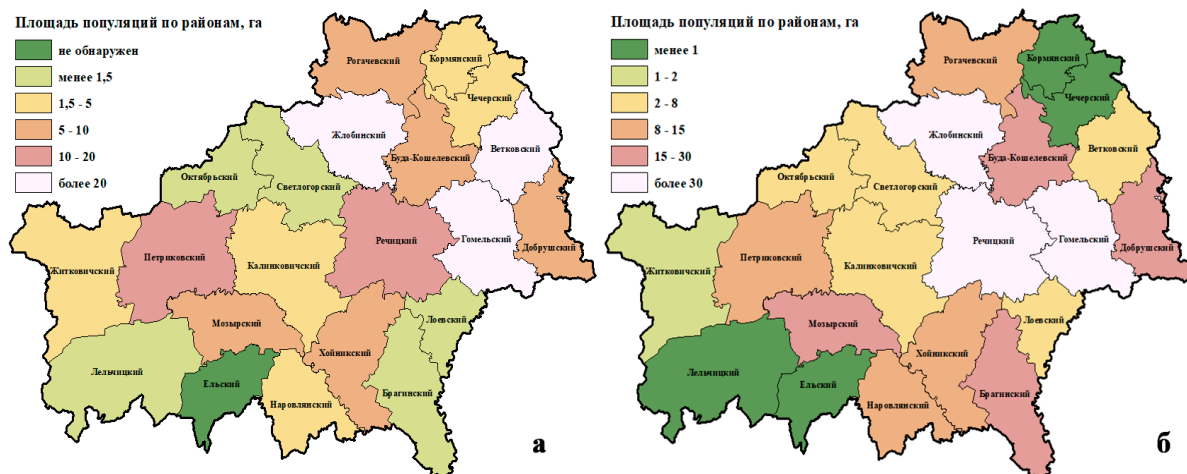 Площадь популяций по районам, га
не обнаружен
менее 1,5
1,5 - 5
5 - 10
10 - 20
более 20
Рогачевский
Кормянский
Чечерский
Жлобинский
Ветковский
Буда-Кошелевский
Октябрьский
Светлогорский
Речицкий
Гомельский
Добрушский
Петриковский
Житковичский
Калинковичский
Мозырский
Лоевский
Хойникский
Лельчицкий
Ельский
Брагинский
Наровлянский
а
Площадь популяций по районам, га
менее 1
1 - 2
2 - 8
8 - 15
15 - 30
более 30
Рогачевский
Кормянский
Чечерский
Жлобинский
Ветковский
Буда-Кошелевский
Октябрьский
Светлогорский
Речицкий
Гомельский
Добрушский
Петриковский
Житковичский
Калинковичский
Мозырский
Лоевский
Хойникский
Лельчицкий
Ельский
Брагинский
Наровлянский
б